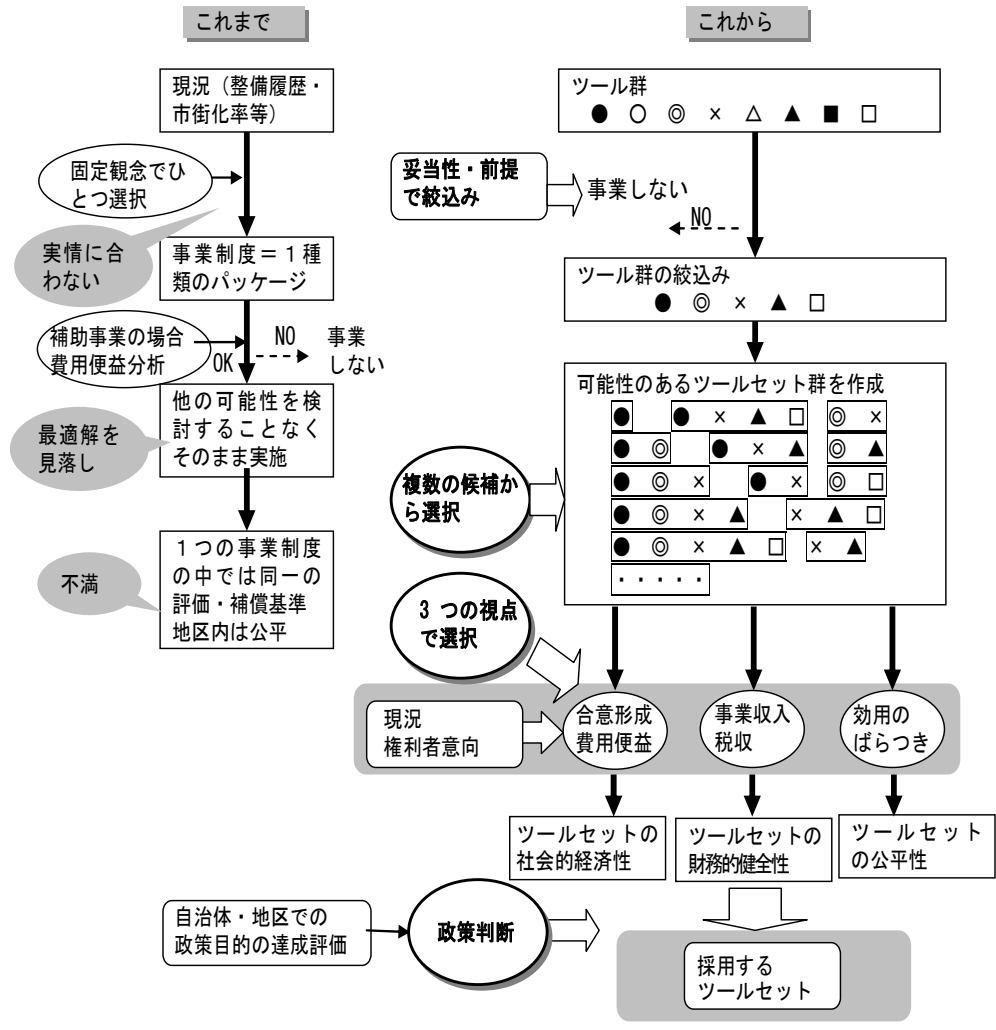 これまで
現況（整備履歴・
市街化率等）
固定観念でひ
とつ選択
実情に合
わない
事業制度＝１種
類のパッケージ
補助事業の場合
費用便益分析
OK
NO
事業
しない
他の可能性を検
討することなく
そのまま実施
最適解を
見落し
１つの事業制度
の中では同一の
評価・補償基準
地区内は公平
不満
これから
ツール群
● ○ ◎ × △ ▲ ■ □
妥当性・前提
で絞込み
事業しない
NO
ツール群の絞込み
● ◎ × ▲ □
可能性のあるツールセット群を作成
● ● × ▲ □ ◎ ×
● ◎ ● × ▲ ◎ ▲
● ◎ × ● × ◎ □
● ◎ × ▲ × ▲ □
● ◎ × ▲ □ × ▲
・・・・・
複数の候補か
ら選択
3 つの視点
で選択
現況
権利者意向
合意形成
費用便益
事業収入
税収
効用の
ばらつき
ツールセットの
社会的経済性
ツールセットの
財務的健全性
ツールセット
の公平性
自治体・地区での
政策目的の達成評価
政策判断
採用する
ツールセット